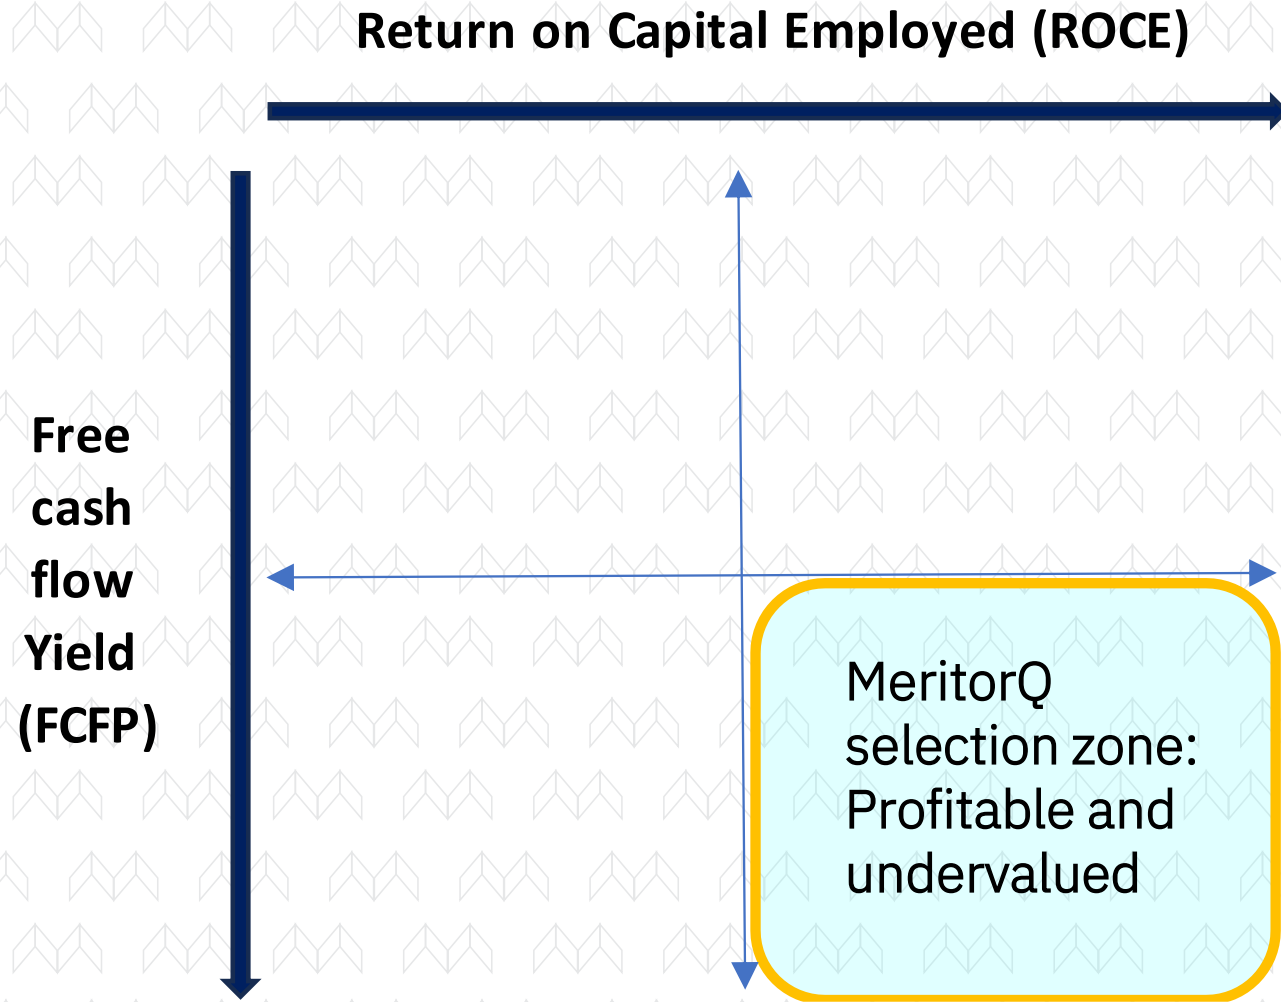 Return on Capital Employed (ROCE)
Free
cash
flow
Yield
(FCFP)
MeritorQ
selection zone:
Profitable and
undervalued